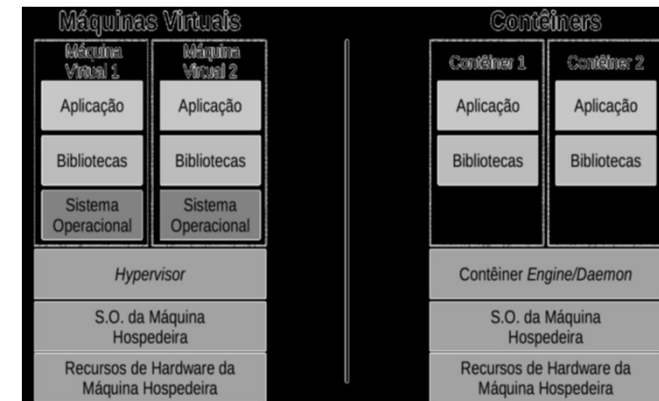 Máquinas Virtuais
Máquina
Virtual 1
Máquina
Virtual 2
Aplicação
Aplicação
Bibliotecas
Bibliotecas
Sistema
Operacional
Sistema
Operacional
Hypervisor
S.O. da Máquina
Hospedeira
Recursos de Hardware da
Máquina Hospedeira
Contêiners
Contêiner 1
Contêiner 2
Aplicação
Aplicação
Bibliotecas
Bibliotecas
Contêiner Engine/Daemon
S.O. da Máquina
Hospedeira
Recursos de Hardware da
Máquina Hospedeira